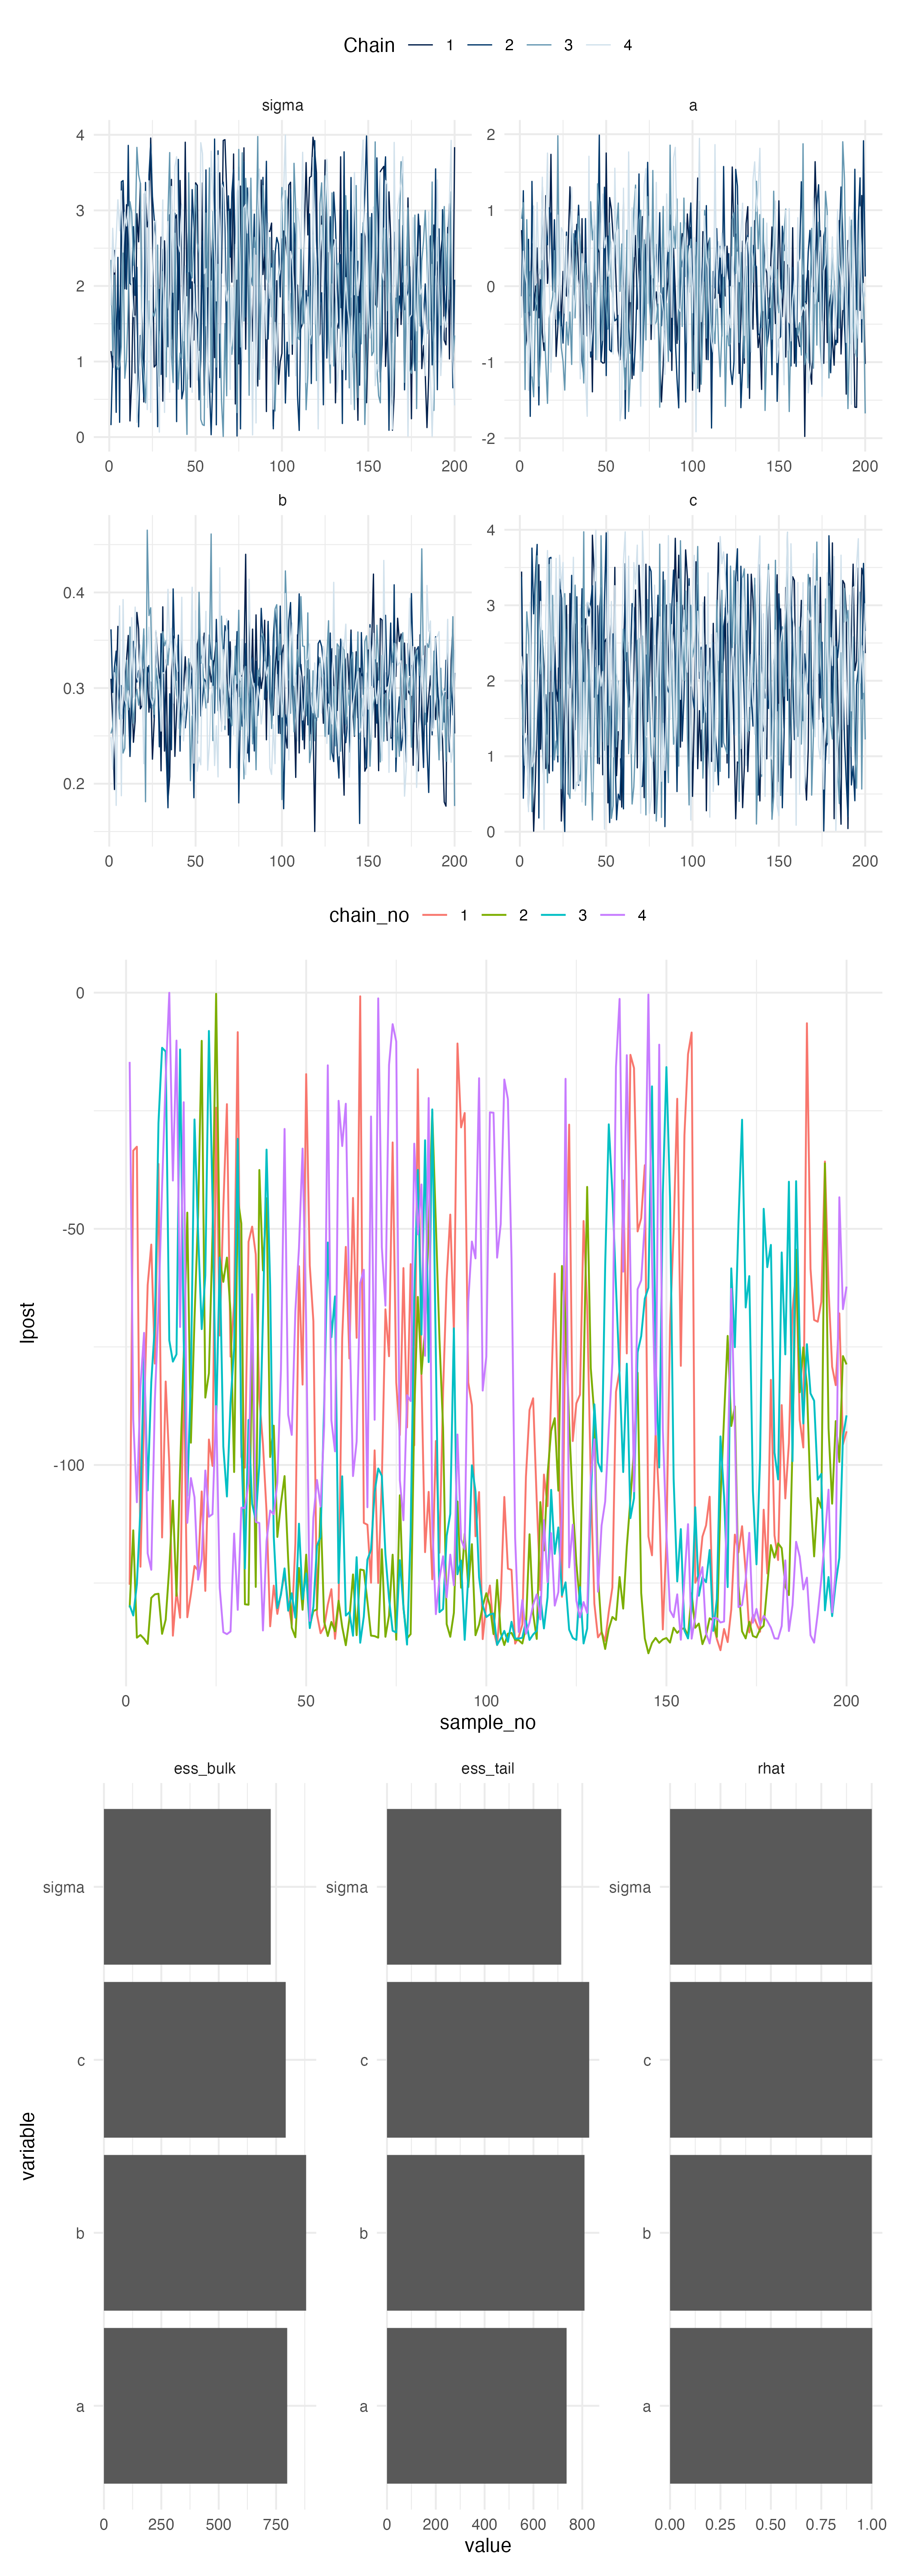 Chain 1 2 3 4
sigma a
4 2
3 1
2 0
1 -1
0 -2
0 50 100 150 200 0 50 100 150 200
b c
0.4 4
0.3 3
0.2 2
1
0
0 50 100 150 200 0 50 100 150 200
chain_no 1 2 3 4
0
-50
-100
lpost
0 50 100 150 200
sample_no
ess_bulk ess_tail rhat
sigma sigma sigma
c c c
b b b
a a a
variable
0 250 500 750 0 200 400 600 800 0.00 0.25 0.50 0.75 1.00
value